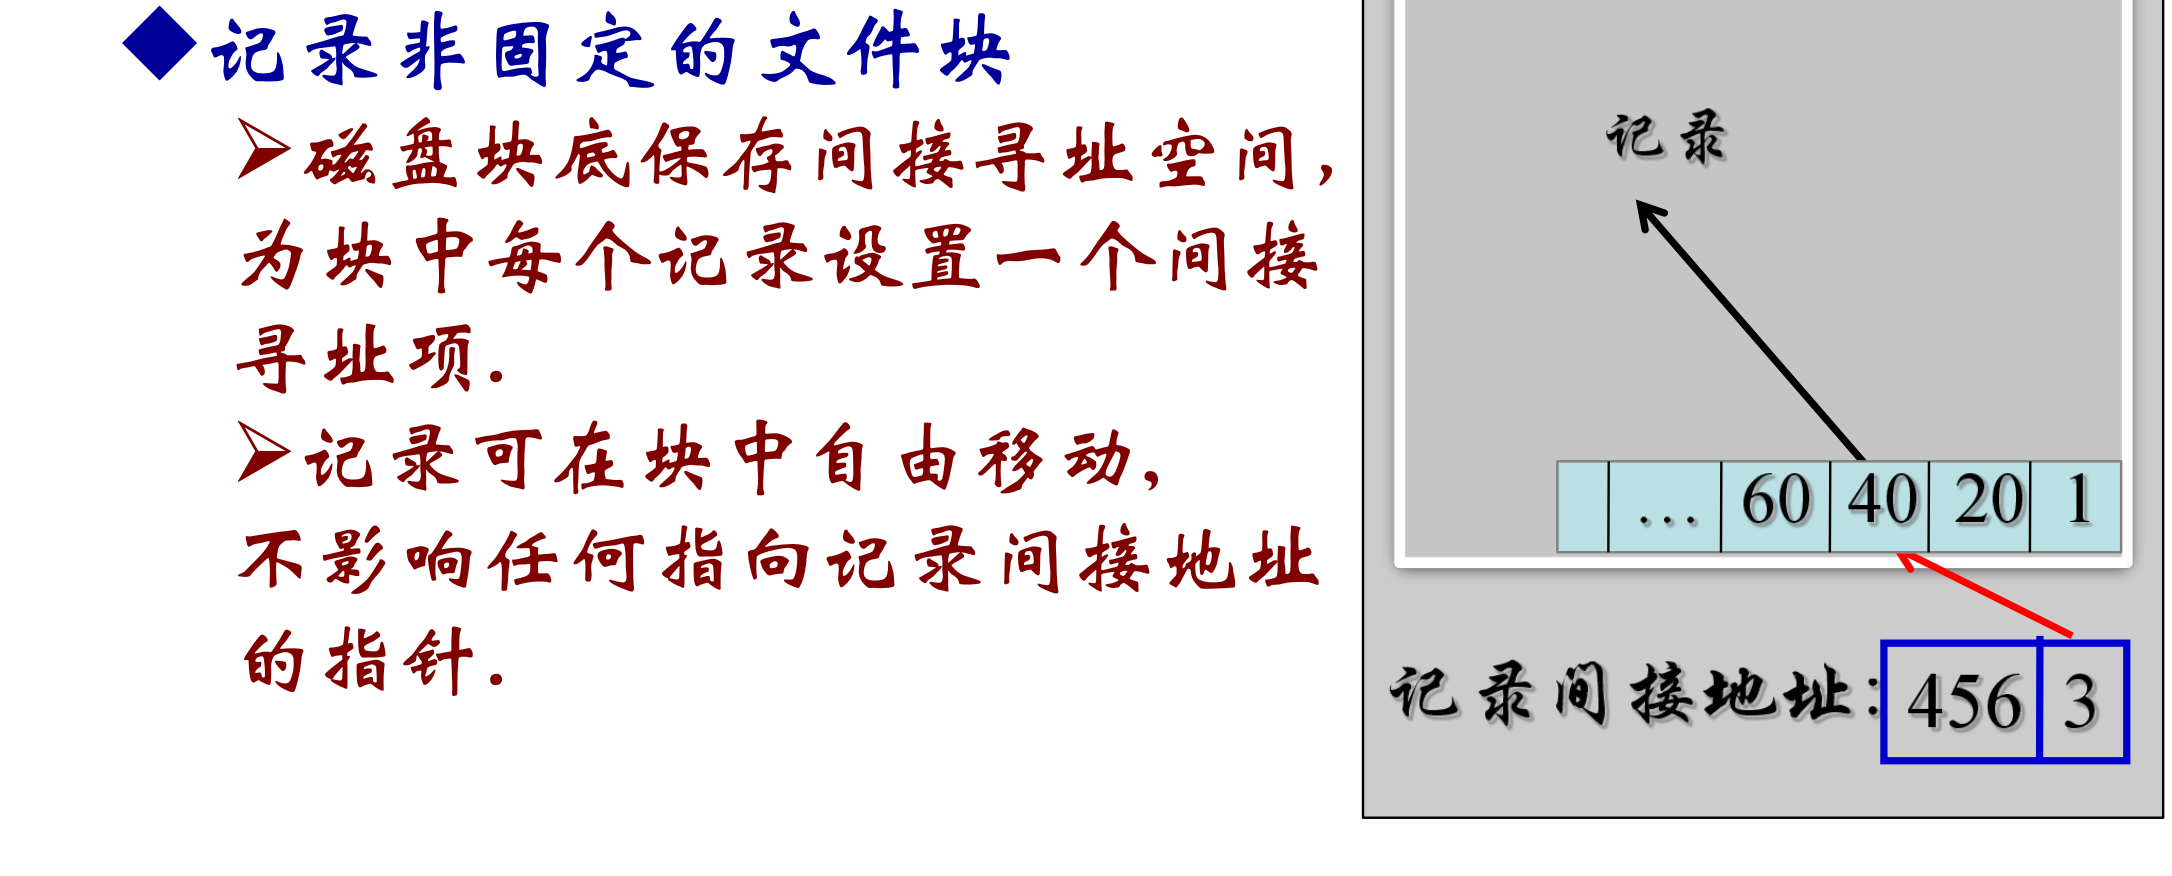 ◆记录非固定的文件块
➢磁盘块底保存间接寻址空间，
为块中每个记录设置一个间接
寻址项.
➢记录可在块中自由移动,
不影响任何指向记录间接地址
的指针.
记录
… 60 40 20 1
记录间接地址: 456 3